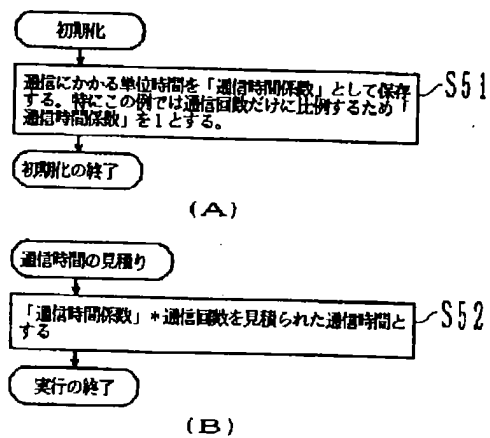 初期化
通信にかかる単位時間を「通信時間係数」として保存
する。特にこの例では通信回数だけに比例するため「
通信時間係数」を1とする。
S51
初期化の終了
(A)
通信時間の見積り
「通信時間係数」*通信回数を見積られた通信時間と
する
S52
実行の終了
(B)